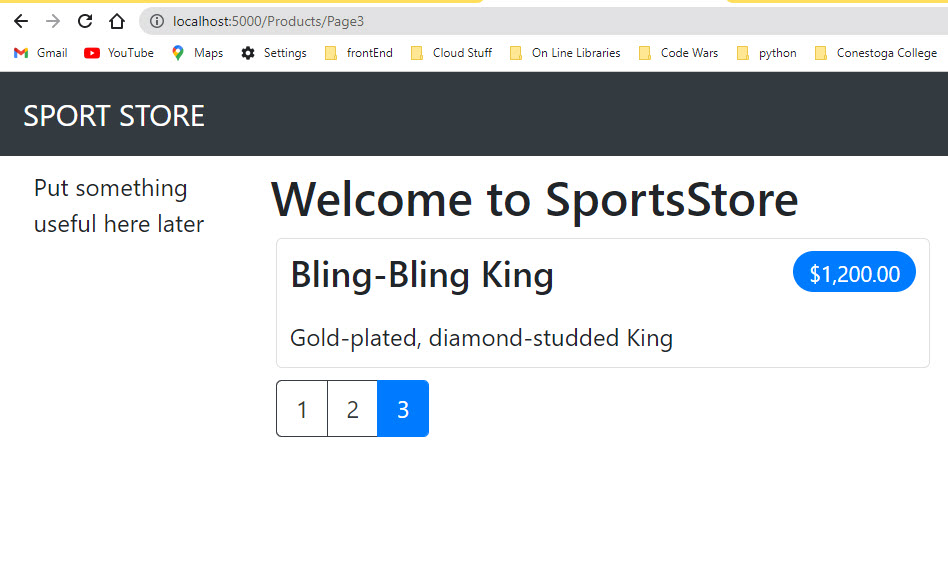 localhost:5000/Products/Page3
Gmail YouTube Maps Settings frontEnd Cloud Stuff On Line Libraries Code Wars python Conestoga College
SPORT STORE
Put something
useful here later
Welcome to SportsStore
Bling-Bling King $1,200.00
Gold-plated, diamond-studded King
1 2 3